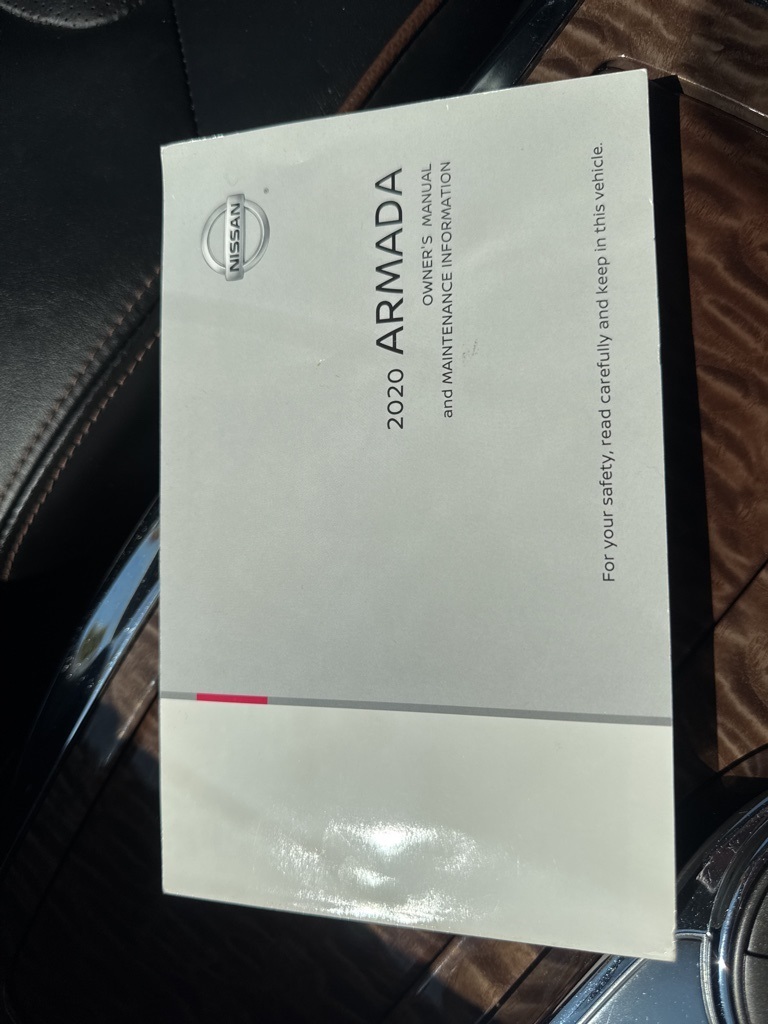 NISSAN
2020 ARMADA
OWNER'S MANUAL
and MAINTENANCE INFORMATION
For your safety, read carefully and keep in this vehicle.